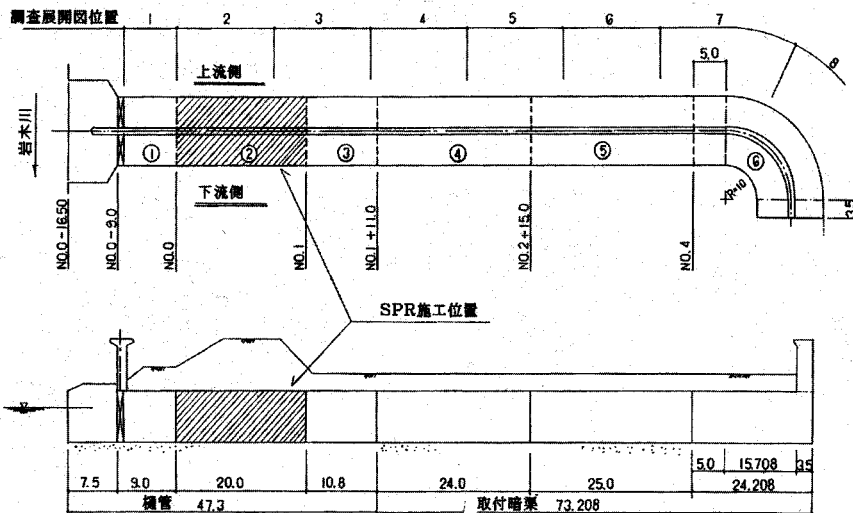 調査展開図位置 1 2 3 4 5 6 7 8
5.0
上流側
岩木川
① ② ③ ④ ⑤ ⑥
下流側
R=10
3.5
NO.0-16.50
NO.0-9.0
NO.0
NO.1
NO.1+11.0
NO.2+15.0
NO.4
SPR施工位置
5.0 15.708 3.5
7.5 9.0 20.0 10.8 24.0 25.0 24.208
樋管 47.3 取付暗渠 73.208